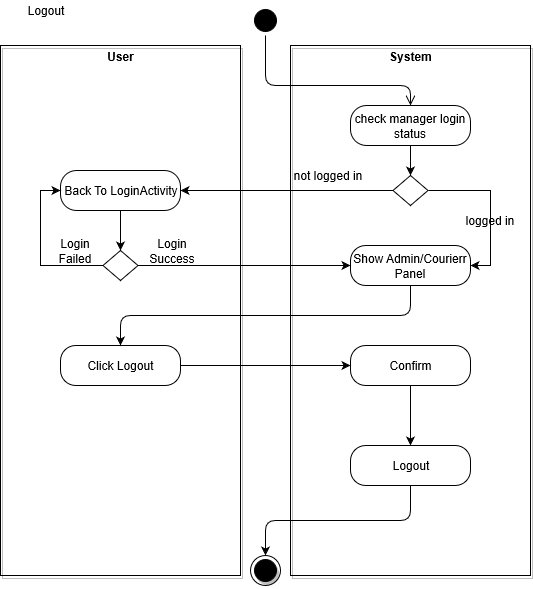 Logout
User
System
check manager login
status
not logged in
Back To LoginActivity
logged in
Login
Failed
Login
Success
Show Admin/Courierr
Panel
Click Logout
Confirm
Logout